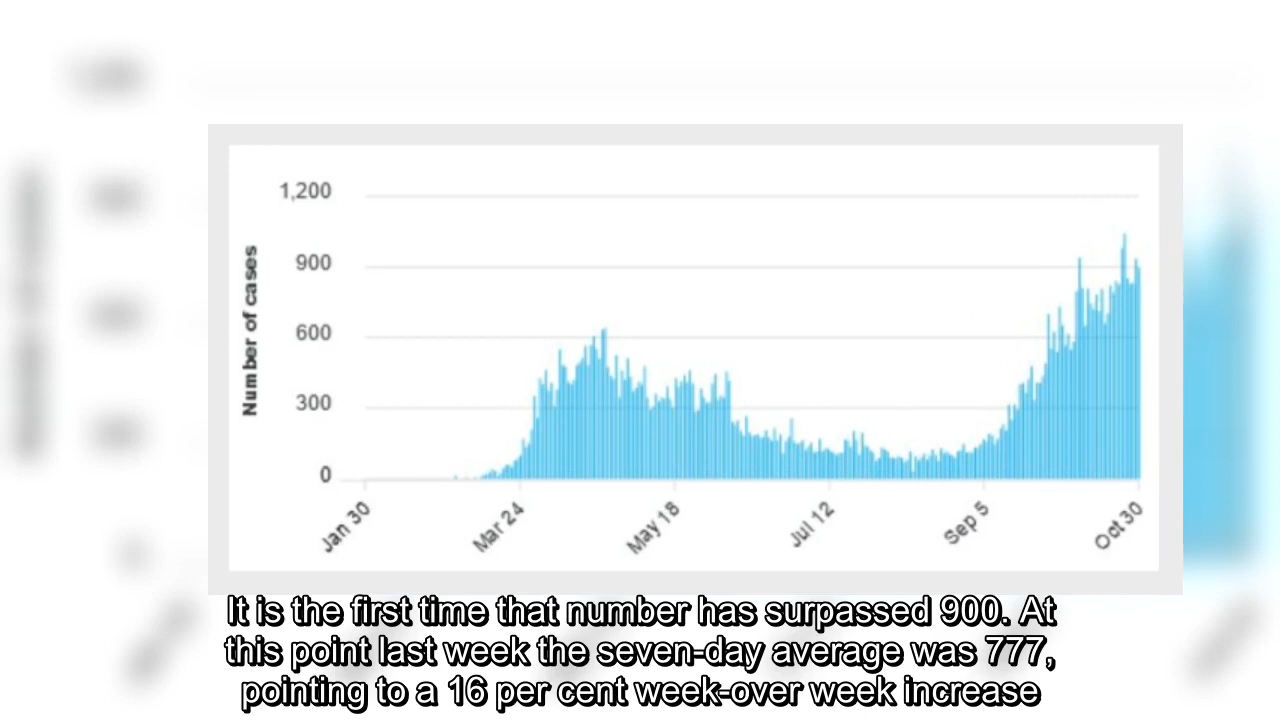 1,200
900
600
300
0
Number of cases
Jan 30
Mar 24
May 18
Jul 12
Sep 5
Oct 30
It is the first time that number has surpassed 900. At
this point last week the seven-day average was 777,
pointing to a 16 per cent week-over week increase